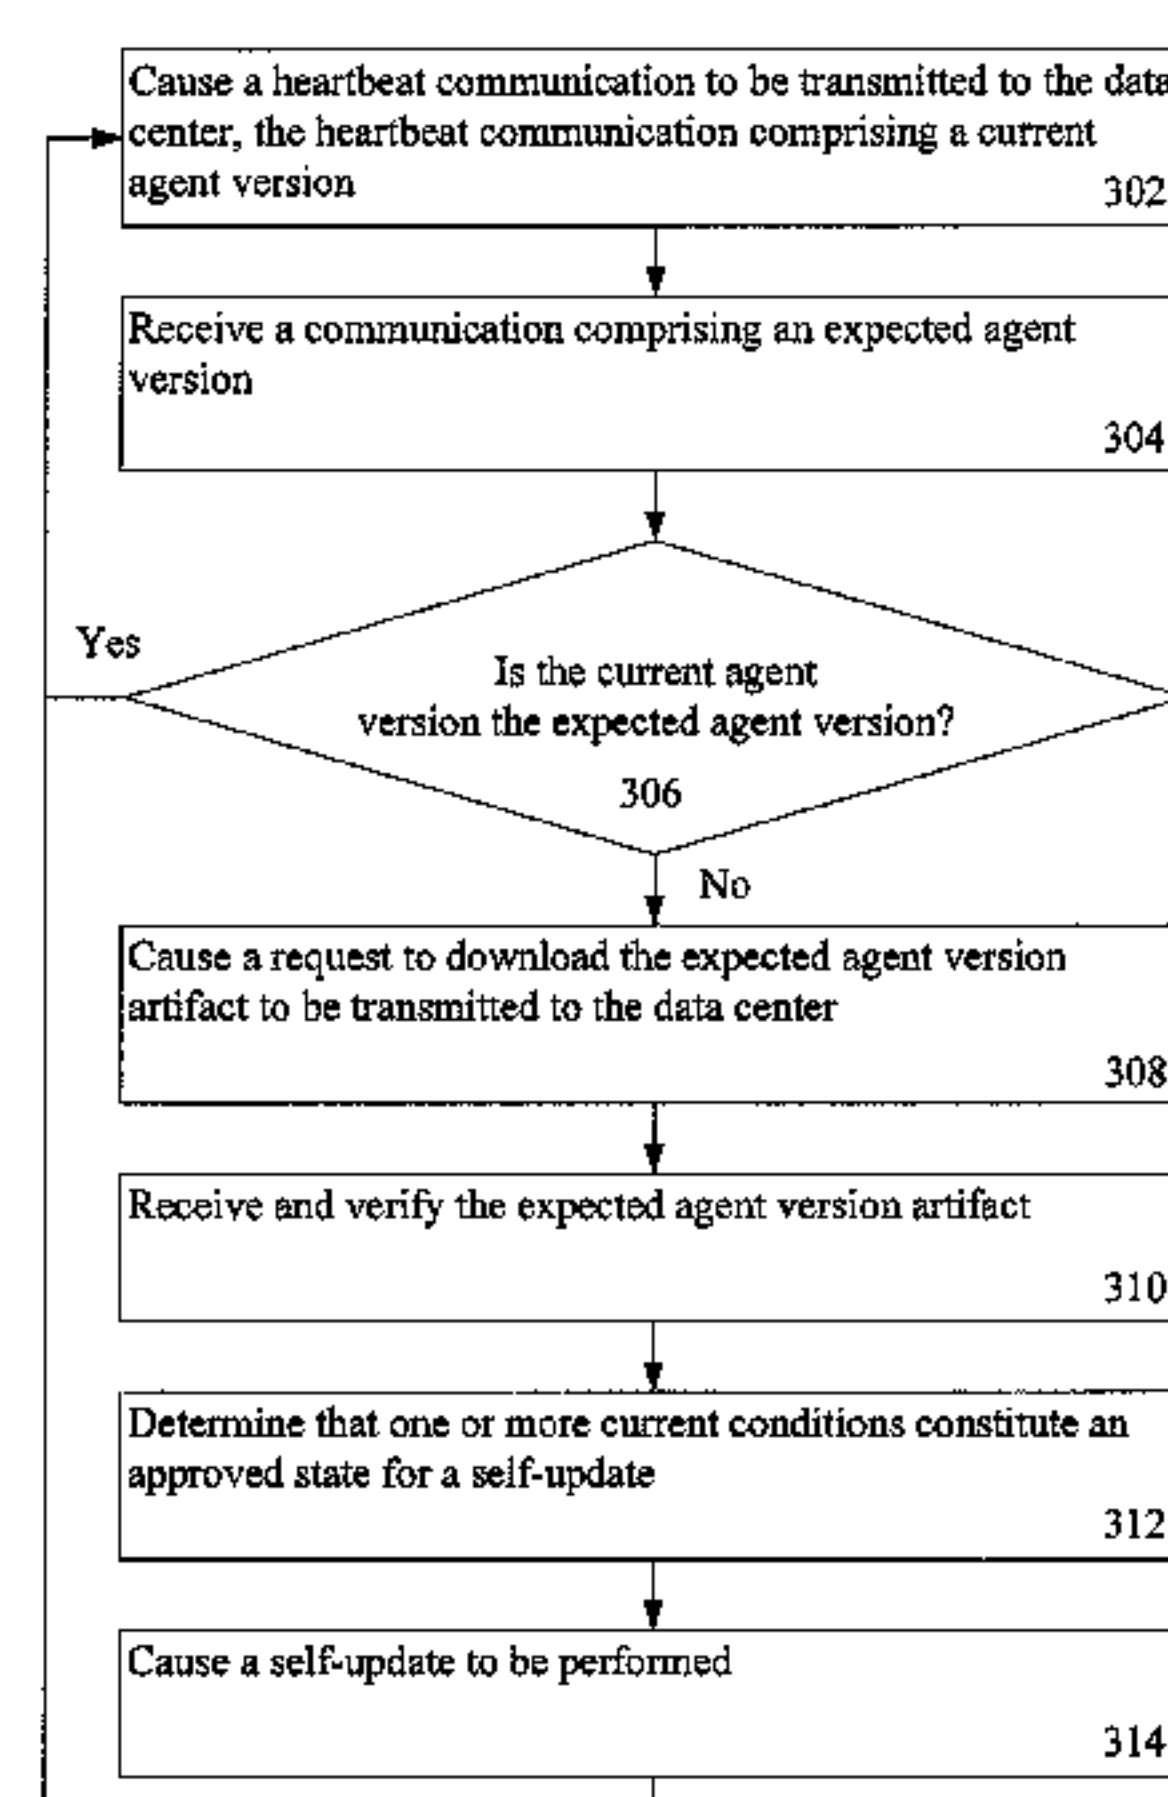 Cause a heartbeat communication to be transmitted to the data
center, the heartbeat communication comprising a current
agent version
302
Receive a communication comprising an expected agent
version
304
Yes
Is the current agent
version the expected agent version?
306
No
Cause a request to download the expected agent version
artifact to be transmitted to the data center
308
Receive and verify the expected agent version artifact
310
Determine that one or more current conditions constitute an
approved state for a self-update
312
Cause a self-update to be performed
314